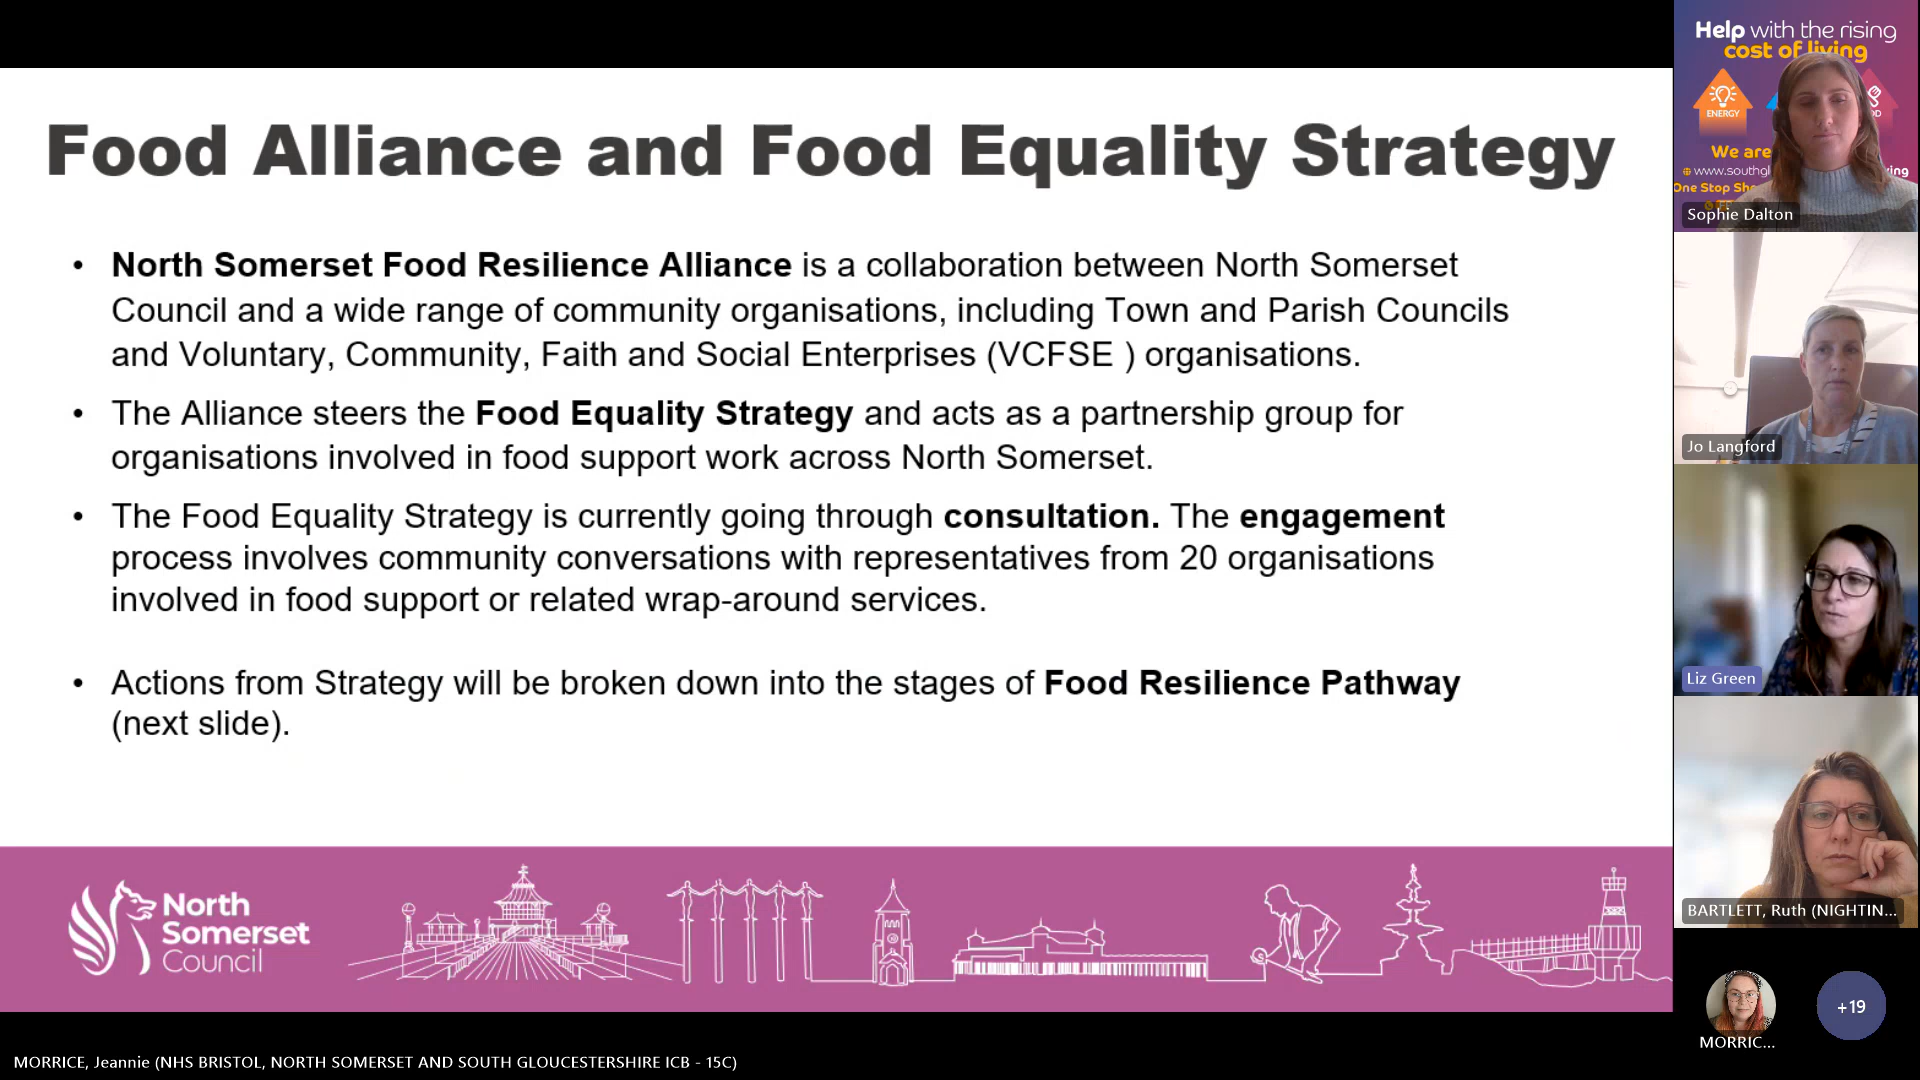 Food Alliance and Food Equality Strategy
• North Somerset Food Resilience Alliance is a collaboration between North Somerset
Council and a wide range of community organisations, including Town and Parish Councils
and Voluntary, Community, Faith and Social Enterprises (VCFSE ) organisations.
• The Alliance steers the Food Equality Strategy and acts as a partnership group for
organisations involved in food support work across North Somerset.
• The Food Equality Strategy is currently going through consultation. The engagement
process involves community conversations with representatives from 20 organisations
involved in food support or related wrap-around services.
• Actions from Strategy will be broken down into the stages of Food Resilience Pathway
(next slide).
North
Somerset
Council
Help with the rising
cost of living
ENERGY
We are
www.southgl
One Stop Sh
Sophie Dalton
Jo Langford
Liz Green
BARTLETT, Ruth (NIGHTIN...
MORRIC...
+19
MORRICE, Jeannie (NHS BRISTOL, NORTH SOMERSET AND SOUTH GLOUCESTERSHIRE ICB - 15C)